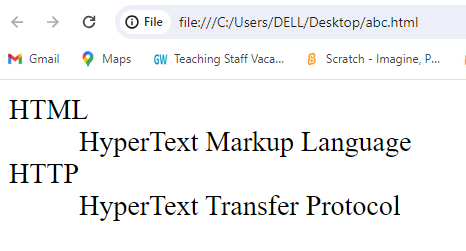 File file:///C:/Users/DELL/Desktop/abc.html
Gmail Maps GW Teaching Staff Vaca... Scratch - Imagine, P...
HTML
HyperText Markup Language
HTTP
HyperText Transfer Protocol